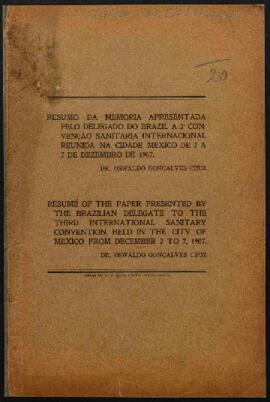 20
RESUMO DA MEMORIA APRESENTADA
PELO DELEGADO DO BRAZIL A 2ª CON
VENÇÃO SANITARIA INTERNACIONAL
REUNIDA NA CIDADE MEXICO DE 2 A
7 DE DEZEMBRO DE 1907.
DR. OSWALDO GONÇALVES CRUZ
RESUMÉ OF THE PAPER PRESENTED BY
THE BRAZILIAN DELEGATE TO THE
THIRD INTERNATIONAL SANITARY
CONVENTION HELD IN THE CITY OF
MEXICO FROM DECEMBER 2 TO 7, 1907.
DR. OSWALDO GONÇALVES CRUZ